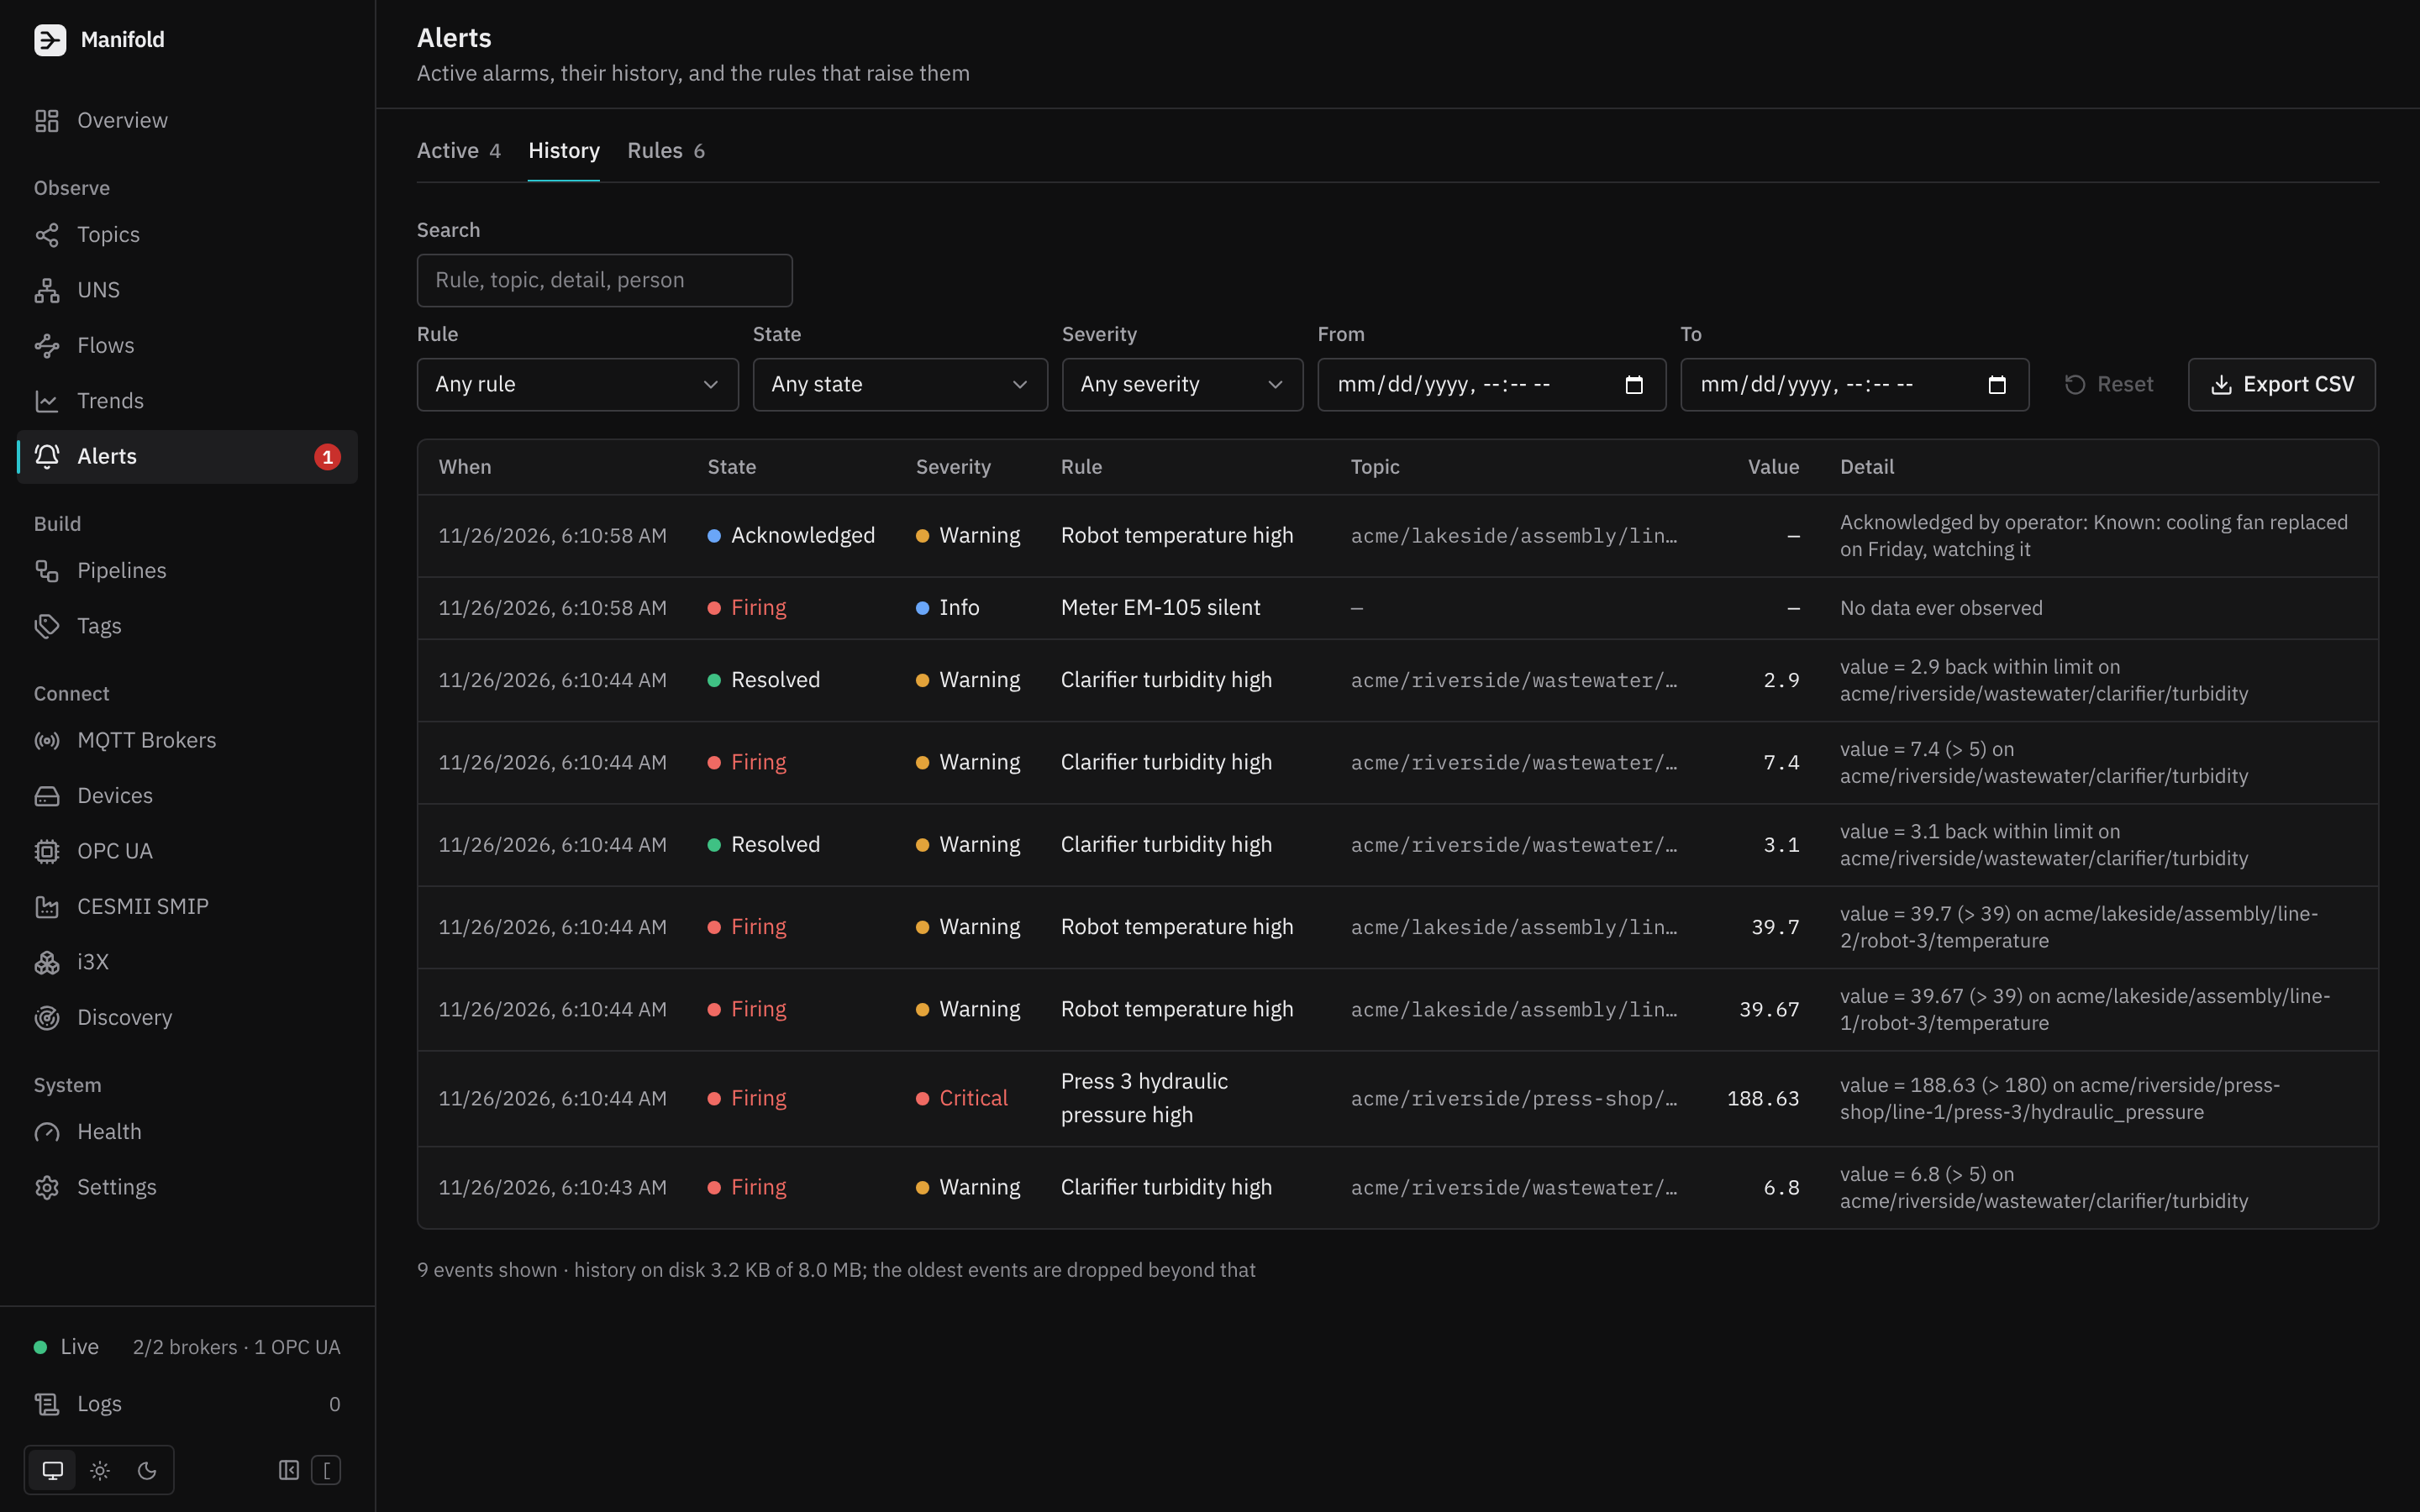 Manifold
Overview
Observe
Topics
UNS
Flows
Trends
Alerts 1
Build
Pipelines
Tags
Connect
MQTT Brokers
Devices
OPC UA
CESMII SMIP
i3X
Discovery
System
Health
Settings
Live 2/2 brokers · 1 OPC UA
Logs 0
[
Alerts
Active alarms, their history, and the rules that raise them
Active 4 History Rules 6
Search
Rule, topic, detail, person
Rule State Severity From To
Any rule Any state Any severity mm/dd/yyyy, --:-- -- mm/dd/yyyy, --:-- -- Reset Export CSV
When State Severity Rule Topic Value Detail
11/26/2026, 6:10:58 AM Acknowledged Warning Robot temperature high acme/lakeside/assembly/lin… — Acknowledged by operator: Known: cooling fan replaced
on Friday, watching it
11/26/2026, 6:10:58 AM Firing Info Meter EM-105 silent — — No data ever observed
11/26/2026, 6:10:44 AM Resolved Warning Clarifier turbidity high acme/riverside/wastewater/… 2.9 value = 2.9 back within limit on
acme/riverside/wastewater/clarifier/turbidity
11/26/2026, 6:10:44 AM Firing Warning Clarifier turbidity high acme/riverside/wastewater/… 7.4 value = 7.4 (> 5) on
acme/riverside/wastewater/clarifier/turbidity
11/26/2026, 6:10:44 AM Resolved Warning Clarifier turbidity high acme/riverside/wastewater/… 3.1 value = 3.1 back within limit on
acme/riverside/wastewater/clarifier/turbidity
11/26/2026, 6:10:44 AM Firing Warning Robot temperature high acme/lakeside/assembly/lin… 39.7 value = 39.7 (> 39) on acme/lakeside/assembly/line-
2/robot-3/temperature
11/26/2026, 6:10:44 AM Firing Warning Robot temperature high acme/lakeside/assembly/lin… 39.67 value = 39.67 (> 39) on acme/lakeside/assembly/line-
1/robot-3/temperature
11/26/2026, 6:10:44 AM Firing Critical Press 3 hydraulic
pressure high acme/riverside/press-shop/… 188.63 value = 188.63 (> 180) on acme/riverside/press-
shop/line-1/press-3/hydraulic_pressure
11/26/2026, 6:10:43 AM Firing Warning Clarifier turbidity high acme/riverside/wastewater/… 6.8 value = 6.8 (> 5) on
acme/riverside/wastewater/clarifier/turbidity
9 events shown · history on disk 3.2 KB of 8.0 MB; the oldest events are dropped beyond that